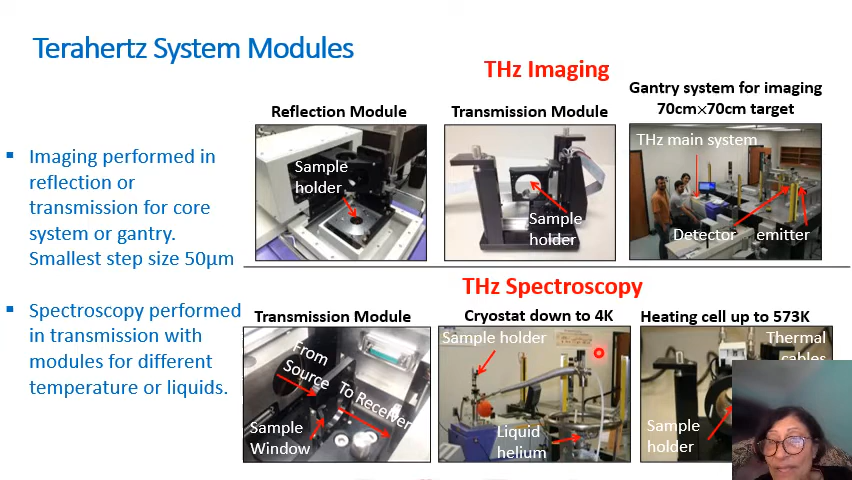 Terahertz System Modules
THz Imaging
Reflection Module
Transmission Module
Gantry system for imaging
70cm×70cm target
Sample
holder
Sample
holder
THz main system
Detector
emitter
▪ Imaging performed in
reflection or
transmission for core
system or gantry.
Smallest step size 50µm
THz Spectroscopy
▪ Spectroscopy performed
in transmission with
modules for different
temperature or liquids.
Transmission Module
Cryostat down to 4K
Heating cell up to 573K
From
Source
To Receiver
Sample
Window
Sample holder
Liquid
helium
Thermal
cables
Sample
holder